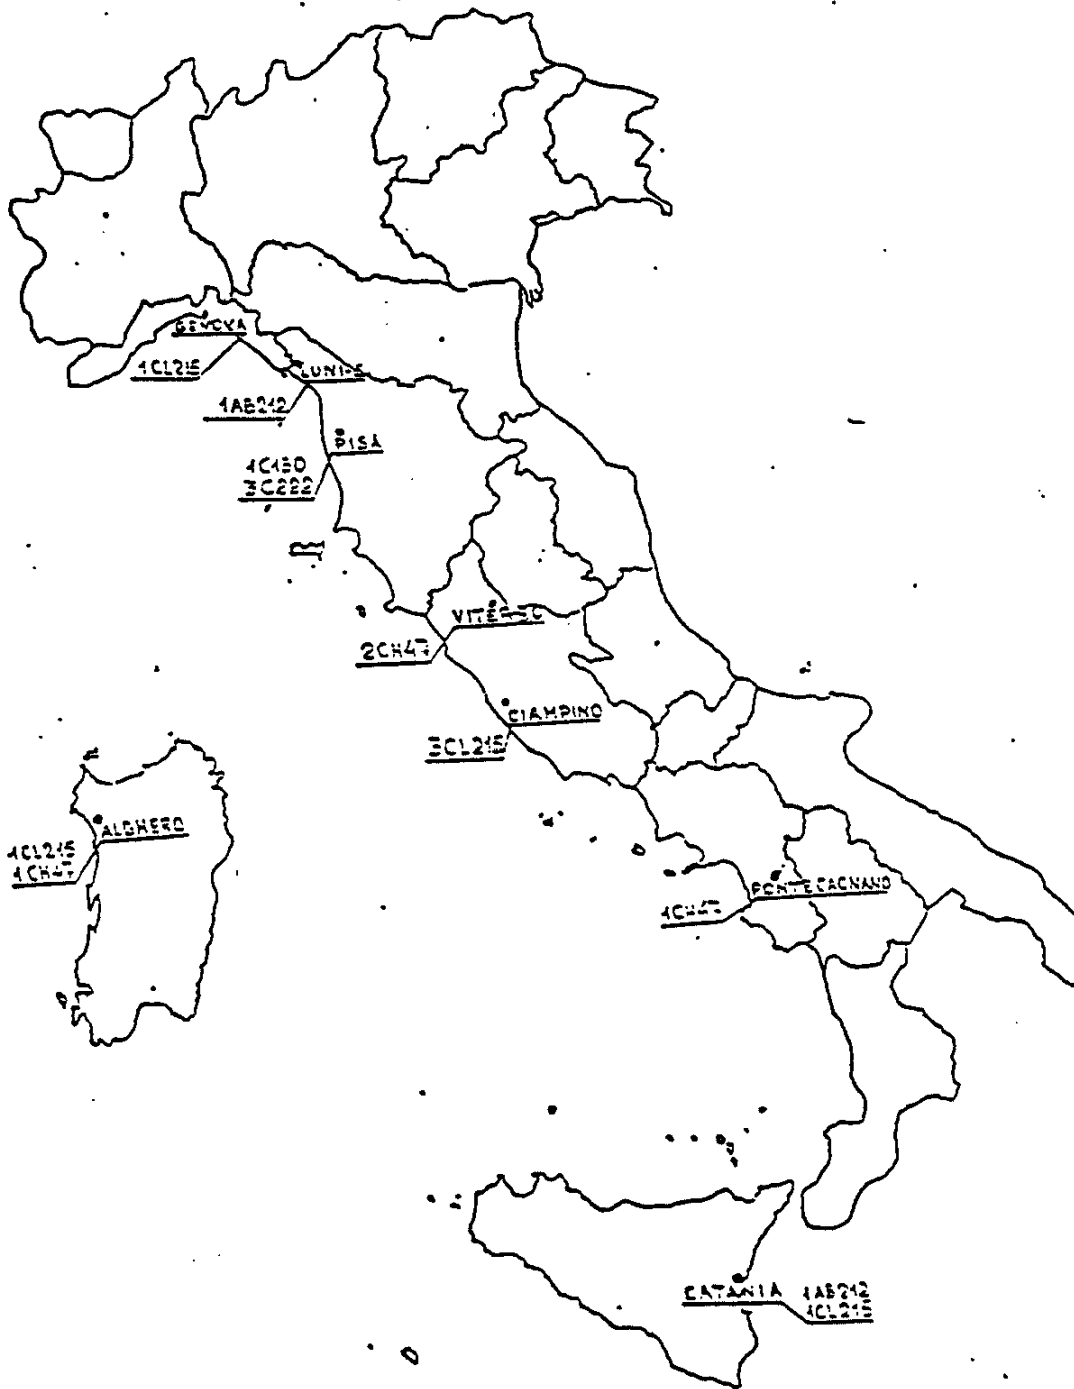 GENOVA
1CL215
LUNI-S
1AB212
PISA
1C130
3C222
VITERBO
2CH47
CIAMPINO
3CL215
ALGHERO
1CL215
1CH47
PONTECAGNANO
1CH47
CATANIA 1AB212
1CL215